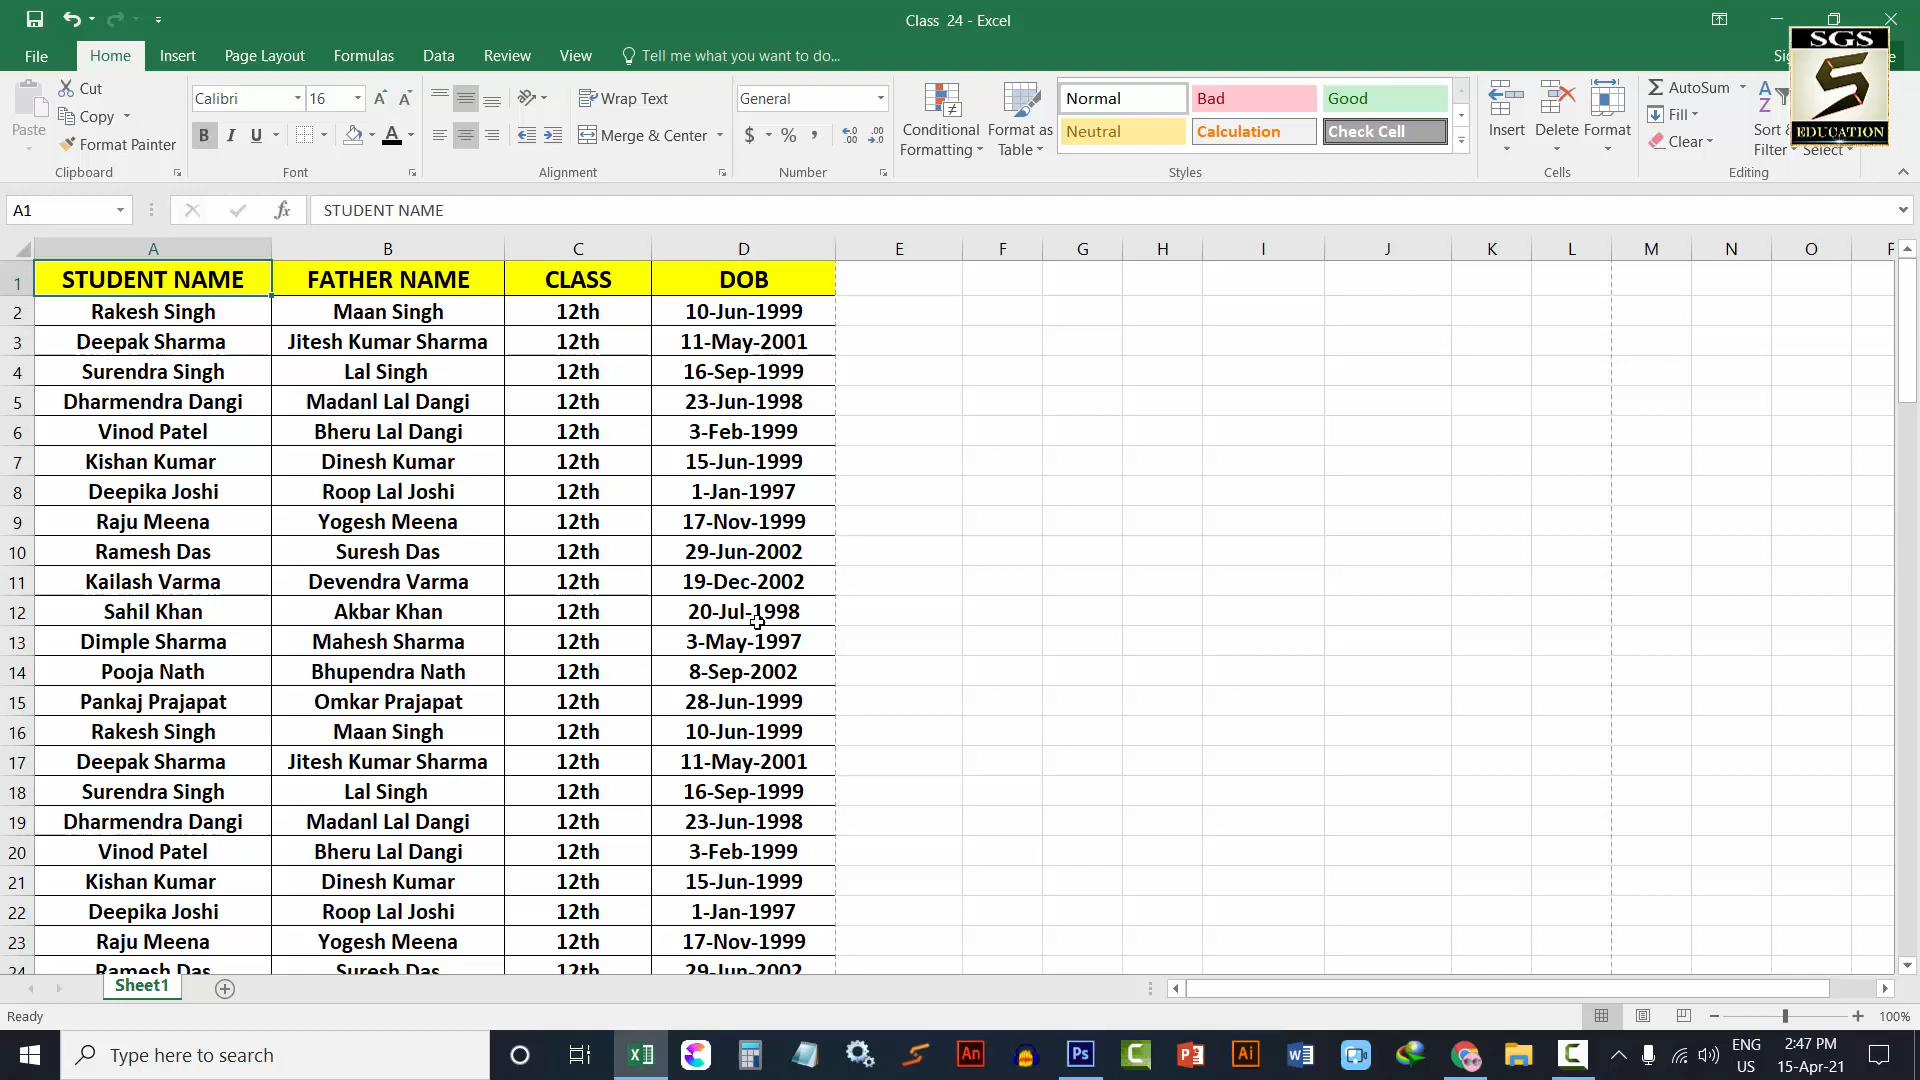 Class  24 - Excel
File Home Insert Page Layout Formulas Data Review View Tell me what you want to do...
SGS
EDUCATION
Paste Cut Copy Format Painter Clipboard
Calibri 16 B I U Font
Wrap Text Merge & Center Alignment
General $ % , Number
Conditional Formatting Format as Table
Normal Bad Good
Neutral Calculation Check Cell
Styles
Insert Delete Format Cells
AutoSum Fill Clear Sort & Filter Select Editing
A1 fx STUDENT NAME
A B C D E F G H I J K L M N O
1 STUDENT NAME FATHER NAME CLASS DOB
2 Rakesh Singh Maan Singh 12th 10-Jun-1999
3 Deepak Sharma Jitesh Kumar Sharma 12th 11-May-2001
4 Surendra Singh Lal Singh 12th 16-Sep-1999
5 Dharmendra Dangi Madanl Lal Dangi 12th 23-Jun-1998
6 Vinod Patel Bheru Lal Dangi 12th 3-Feb-1999
7 Kishan Kumar Dinesh Kumar 12th 15-Jun-1999
8 Deepika Joshi Roop Lal Joshi 12th 1-Jan-1997
9 Raju Meena Yogesh Meena 12th 17-Nov-1999
10 Ramesh Das Suresh Das 12th 29-Jun-2002
11 Kailash Varma Devendra Varma 12th 19-Dec-2002
12 Sahil Khan Akbar Khan 12th 20-Jul-1998
13 Dimple Sharma Mahesh Sharma 12th 3-May-1997
14 Pooja Nath Bhupendra Nath 12th 8-Sep-2002
15 Pankaj Prajapat Omkar Prajapat 12th 28-Jun-1999
16 Rakesh Singh Maan Singh 12th 10-Jun-1999
17 Deepak Sharma Jitesh Kumar Sharma 12th 11-May-2001
18 Surendra Singh Lal Singh 12th 16-Sep-1999
19 Dharmendra Dangi Madanl Lal Dangi 12th 23-Jun-1998
20 Vinod Patel Bheru Lal Dangi 12th 3-Feb-1999
21 Kishan Kumar Dinesh Kumar 12th 15-Jun-1999
22 Deepika Joshi Roop Lal Joshi 12th 1-Jan-1997
23 Raju Meena Yogesh Meena 12th 17-Nov-1999
24 Ramesh Das Suresh Das 12th 29-Jun-2002
Sheet1
Ready 100%
Type here to search
ENG US
2:47 PM
15-Apr-21